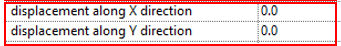 displacement along X direction 0.0
displacement along Y direction 0.0